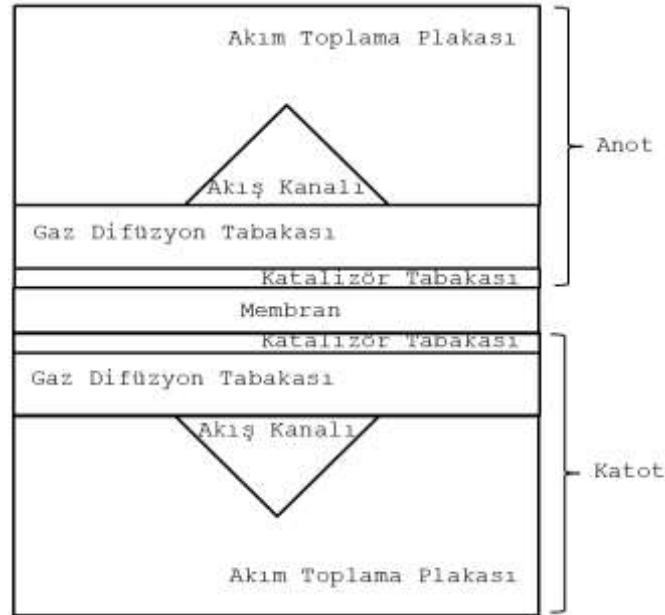 Akım Toplama Plakası
Anot
Akış Kanalı
Gaz Difüzyon Tabakası
Katalizör Tabakası
Membran
Katalizör Tabakası
Gaz Difüzyon Tabakası
Akış Kanalı
Katot
Akım Toplama Plakası